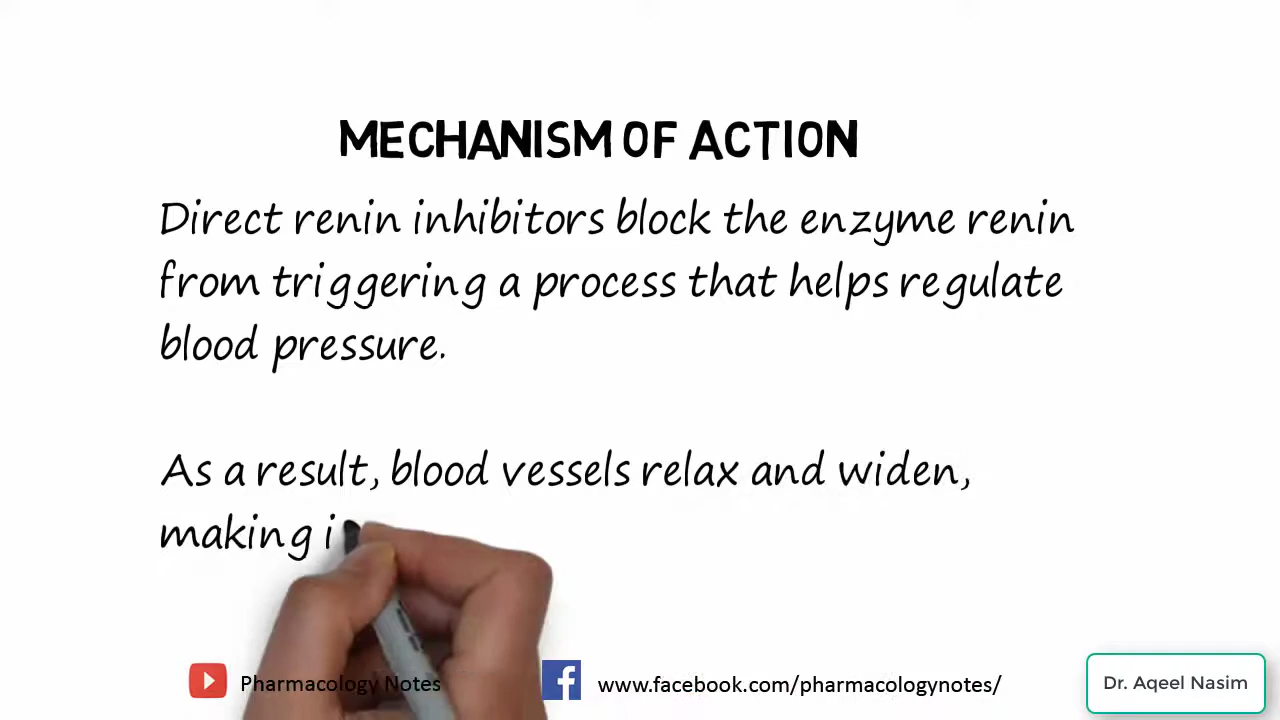 MECHANISM OF ACTION
Direct renin inhibitors block the enzyme renin
from triggering a process that helps regulate
blood pressure.
As a result, blood vessels relax and widen,
making i
Pharmacology Notes
www.facebook.com/pharmacologynotes/
Dr. Aqeel Nasim